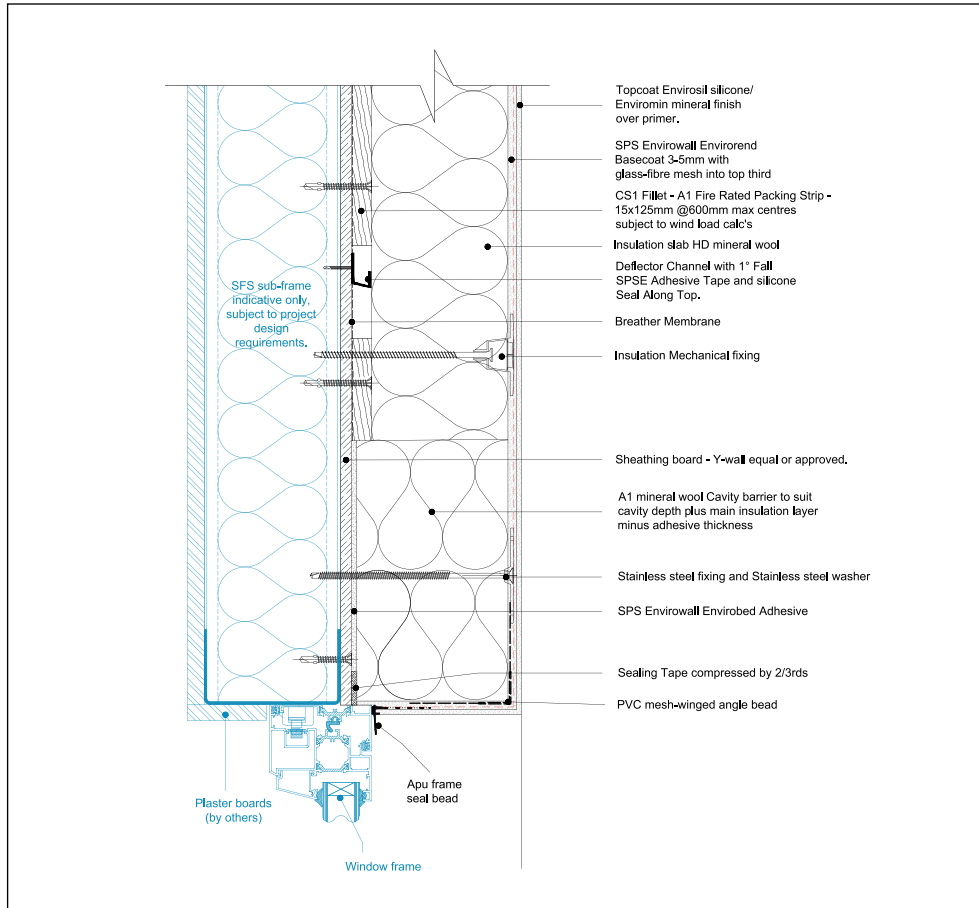 Topcoat Envirosil silicone/
Enviromin mineral finish
over primer.
SPS Envirowall Envirorend
Basecoat 3-5mm with
glass-fibre mesh into top third
CS1 Fillet - A1 Fire Rated Packing Strip -
15x125mm @600mm max centres
subject to wind load calc's
Insulation slab HD mineral wool
Deflector Channel with 1° Fall
SPSE Adhesive Tape and silicone
Seal Along Top.
SFS sub-frame
indicative only,
subject to project
design
requirements.
Breather Membrane
Insulation Mechanical fixing
Sheathing board - Y-wall equal or approved.
A1 mineral wool Cavity barrier to suit
cavity depth plus main insulation layer
minus adhesive thickness
Stainless steel fixing and Stainless steel washer
SPS Envirowall Envirobed Adhesive
Sealing Tape compressed by 2/3rds
PVC mesh-winged angle bead
Apu frame
seal bead
Plaster boards
(by others)
Window frame